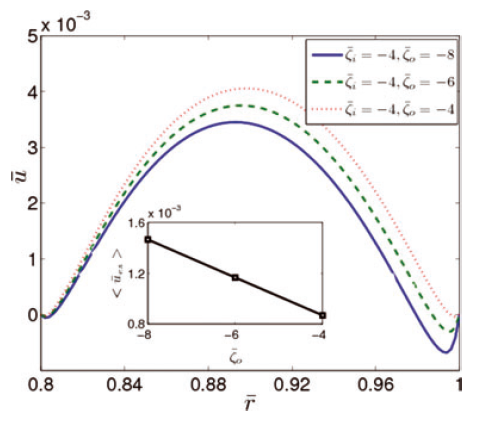 5 x 10⁻³
4
3
2
1
0
ū
0.8 0.84 0.88 0.92 0.96 1
r̄
ζ̄ᵢ = −4, ζ̄ₒ = −8
ζ̄ᵢ = −4, ζ̄ₒ = −6
ζ̄ᵢ = −4, ζ̄ₒ = −4
1.6 x 10⁻³
1.2
0.8
-8 -6 -4
ζ̄ₒ